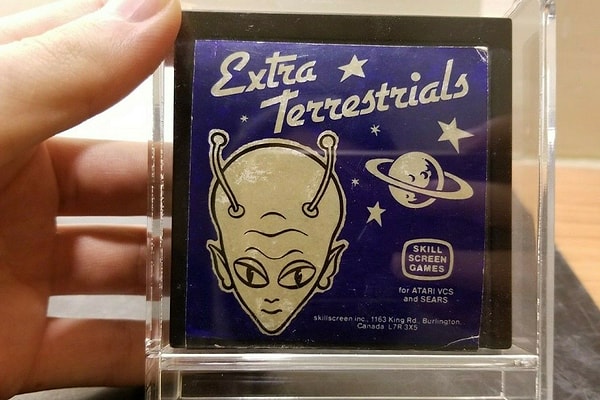 Extra
Terrestrials
SKILL
SCREEN
GAMES
for ATARI VCS
and SEARS
skillscreen inc., 1163 King Rd., Burlington,
Canada L7R 3X5